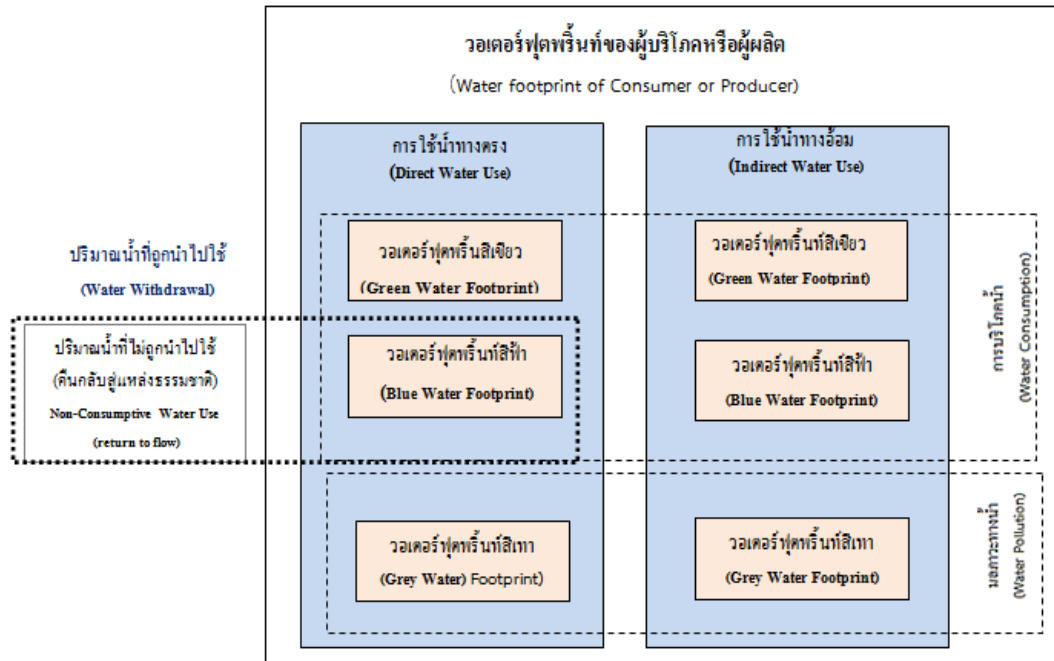 วอเตอร์ฟุตพริ้นท์ของผู้บริโภคหรือผู้ผลิต
(Water footprint of Consumer or Producer)
การใช้น้ำทางตรง
(Direct Water Use)
การใช้น้ำทางอ้อม
(Indirect Water Use)
ปริมาณน้ำที่ถูกนำไปใช้
(Water Withdrawal)
วอเตอร์ฟุตพริ้นสีเขียว
(Green Water Footprint)
วอเตอร์ฟุตพริ้นท์สีเขียว
(Green Water Footprint)
การบริโภคน้ำ
(Water Consumption)
ปริมาณน้ำที่ไม่ถูกนำไปใช้
(คืนกลับสู่แหล่งธรรมชาติ)
Non-Consumptive Water Use
(return to flow)
วอเตอร์ฟุตพริ้นท์สีฟ้า
(Blue Water Footprint)
วอเตอร์ฟุตพริ้นท์สีฟ้า
(Blue Water Footprint)
วอเตอร์ฟุตพริ้นท์สีเทา
(Grey Water) Footprint)
วอเตอร์ฟุตพริ้นท์สีเทา
(Grey Water Footprint)
มลภาวะทางน้ำ
(Water Pollution)